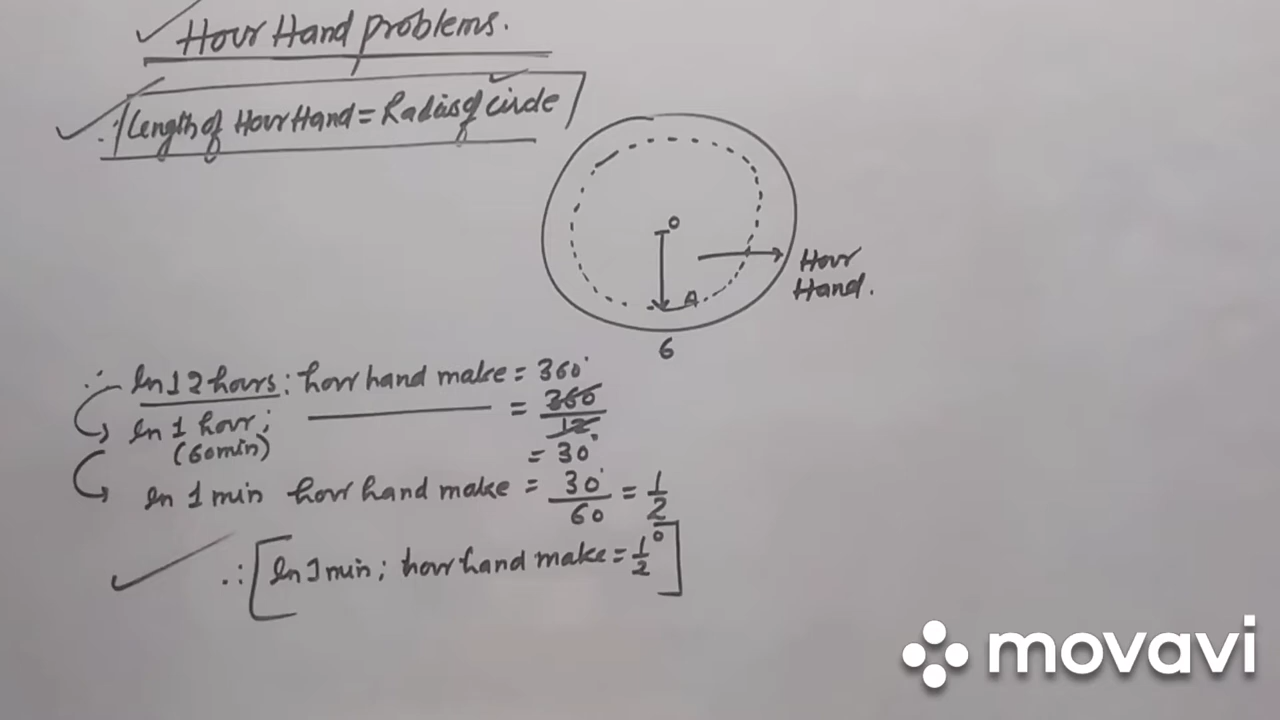 Hour Hand problems.
∴ Length of Hour Hand = Radius of circle
O
A
Hour
Hand.
6
∵ In 12 hours: hour hand make = 360°
In 1 hour; = 360/12
(60min)
= 30°
In 1 min hour hand make = 30°/60 = 1/2
∴ [In 1 min; hour hand make = 1/2°]
movavi